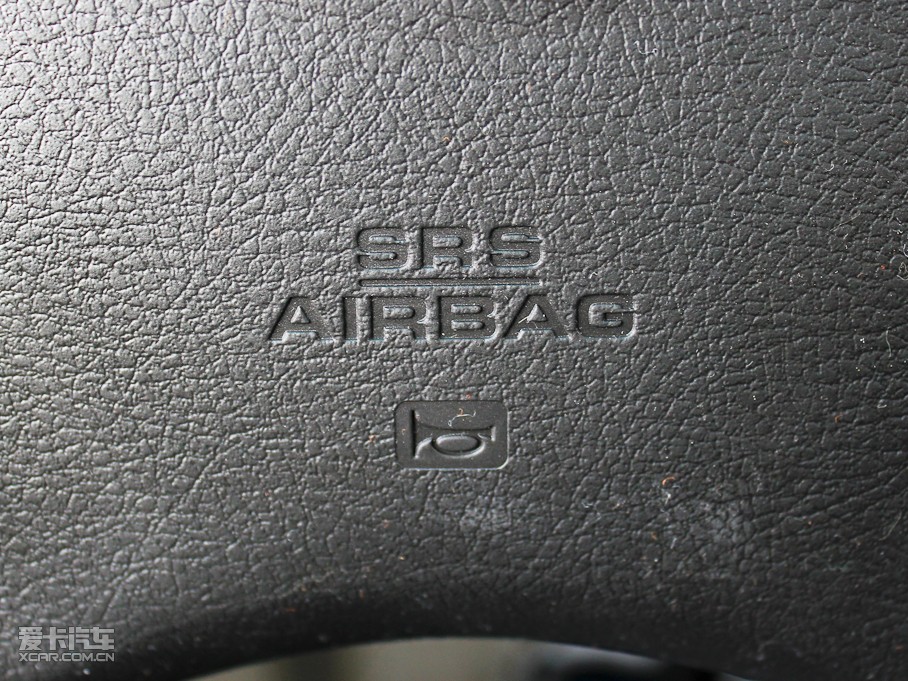 SRS
AIRBAG
爱卡汽车
XCAR.COM.CN